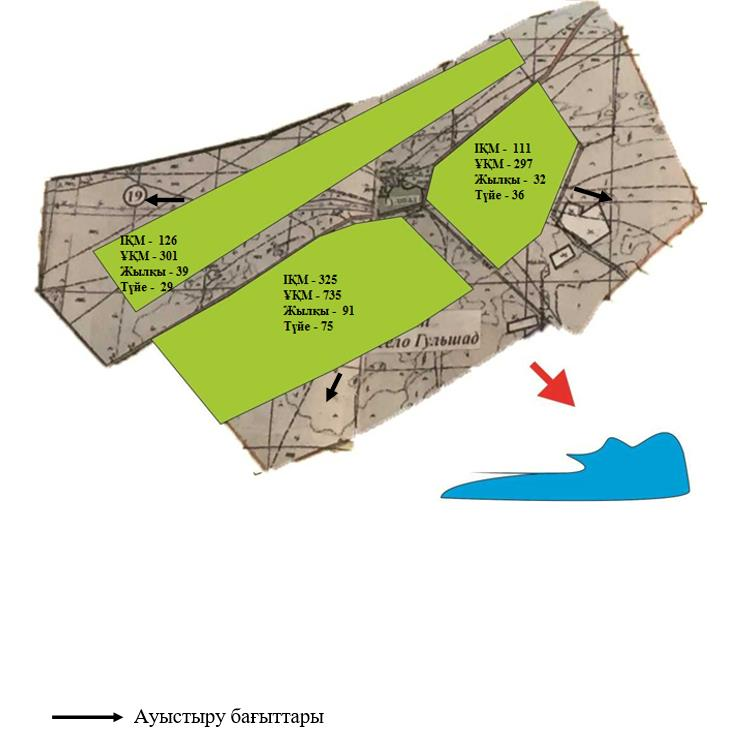 ІҚМ - 111
ҰҚМ - 297
Жылқы - 32
Түйе - 36
19
ІҚМ - 126
ҰҚМ - 301
Жылқы - 39
Түйе - 29
ІҚМ - 325
ҰҚМ - 735
Жылқы - 91
Түйе - 75
ело Гульшад
Ауыстыру бағыттары